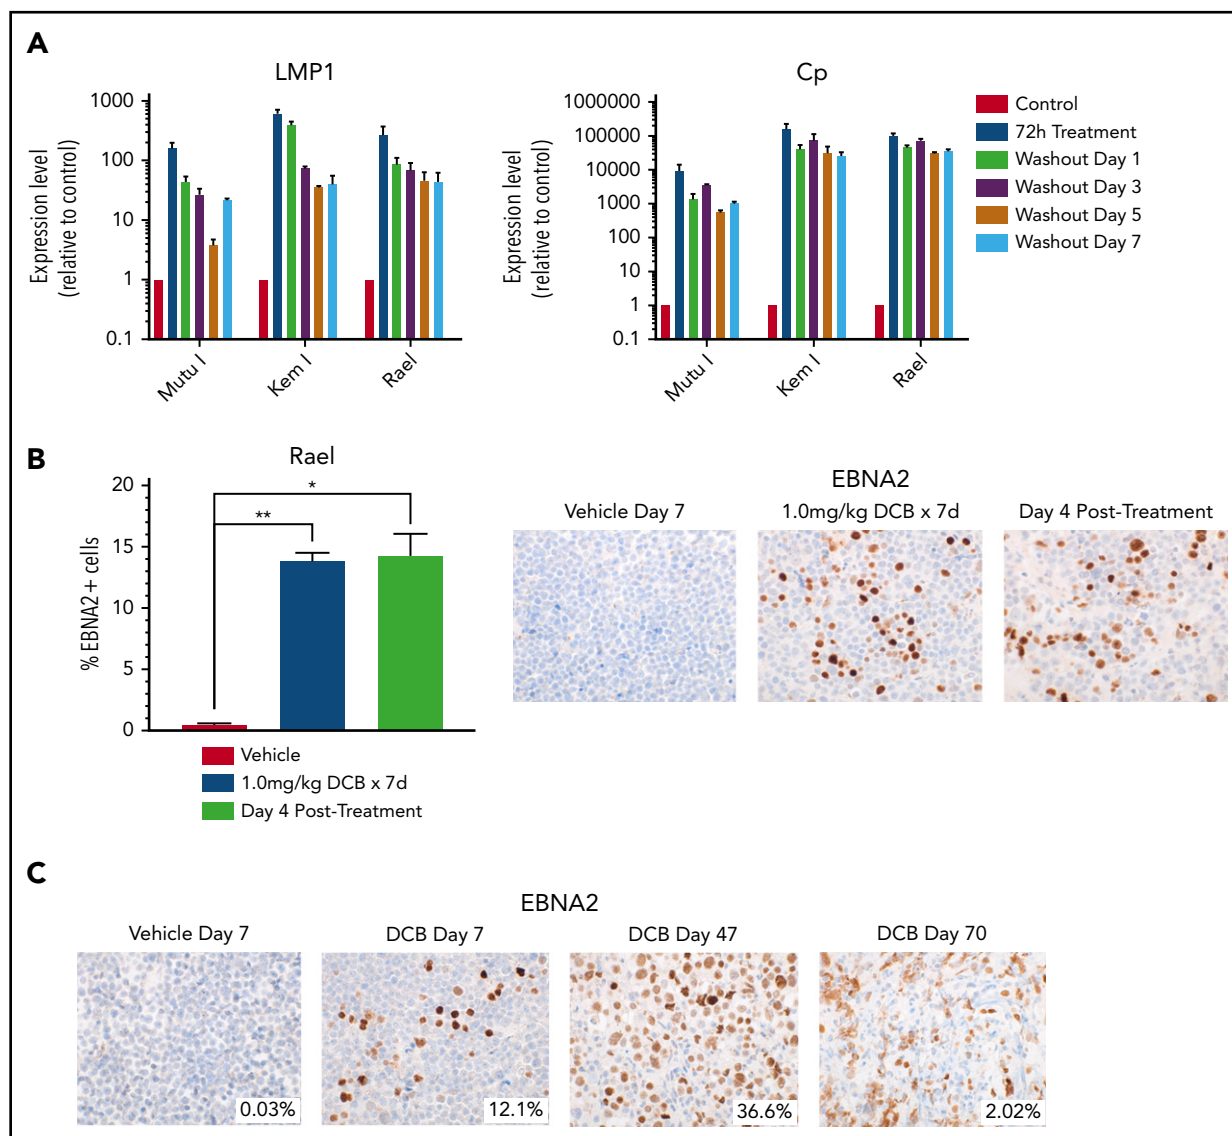 A
LMP1
Expression level
(relative to control)
1000
100
10
1
0.1
Mutu I
Kem I
Rael
Cp
Expression level
(relative to control)
1000000
100000
10000
1000
100
10
1
0.1
Mutu I
Kem I
Rael
Control
72h Treatment
Washout Day 1
Washout Day 3
Washout Day 5
Washout Day 7
B
Rael
% EBNA2 + cells
20
15
10
5
0
*
**
Vehicle
1.0mg/kg DCB x 7d
Day 4 Post-Treatment
EBNA2
Vehicle Day 7
1.0mg/kg DCB x 7d
Day 4 Post-Treatment
C
EBNA2
Vehicle Day 7
DCB Day 7
DCB Day 47
DCB Day 70
0.03%
12.1%
36.6%
2.02%